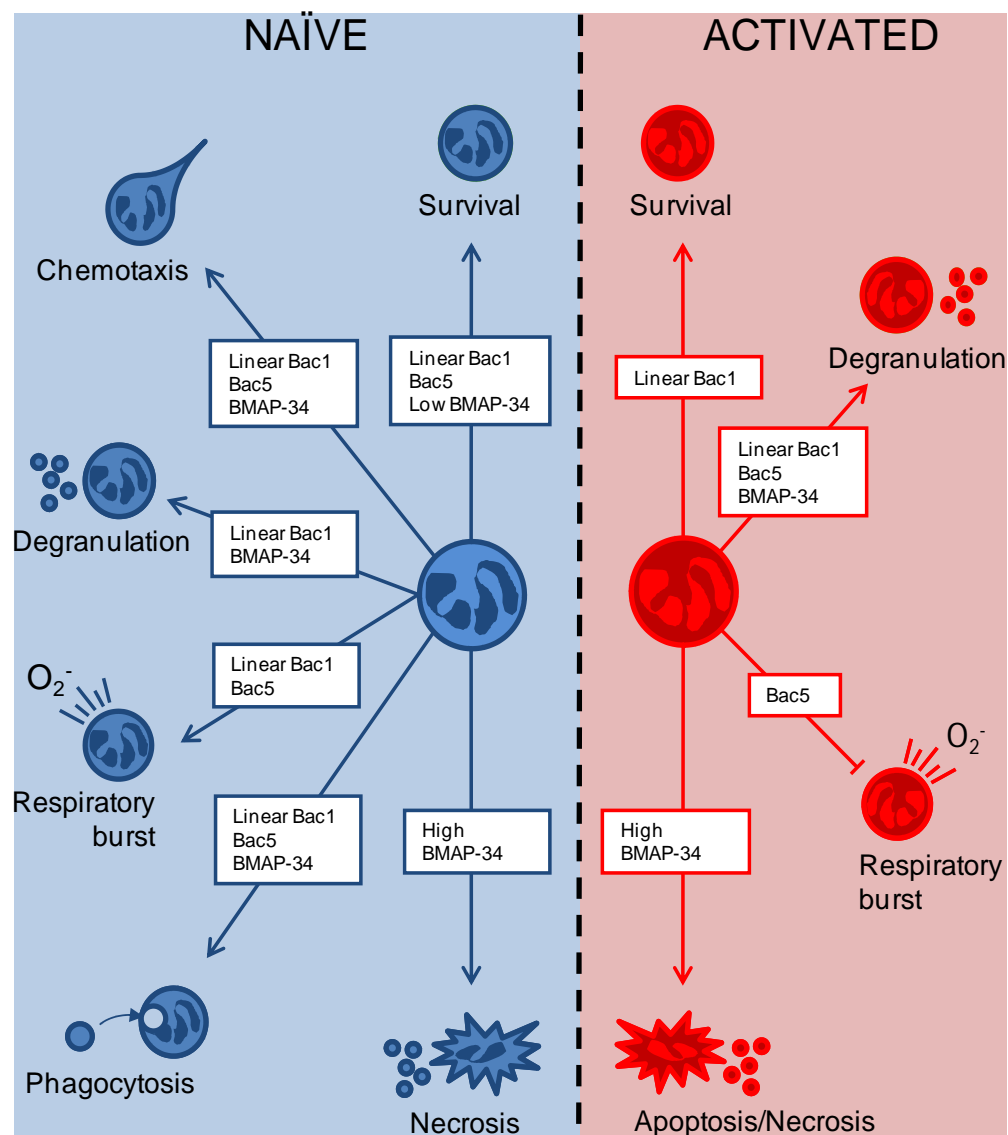 NAÏVE
Survival
Chemotaxis
Linear Bac1
Bac5
BMAP-34
Linear Bac1
Bac5
Low BMAP-34
Degranulation
Linear Bac1
BMAP-34
O₂⁻
Linear Bac1
Bac5
Respiratory
burst
Linear Bac1
Bac5
BMAP-34
High
BMAP-34
Phagocytosis
Necrosis
ACTIVATED
Survival
Degranulation
Linear Bac1
Linear Bac1
Bac5
BMAP-34
Bac5
O₂⁻
High
BMAP-34
Respiratory
burst
Apoptosis/Necrosis